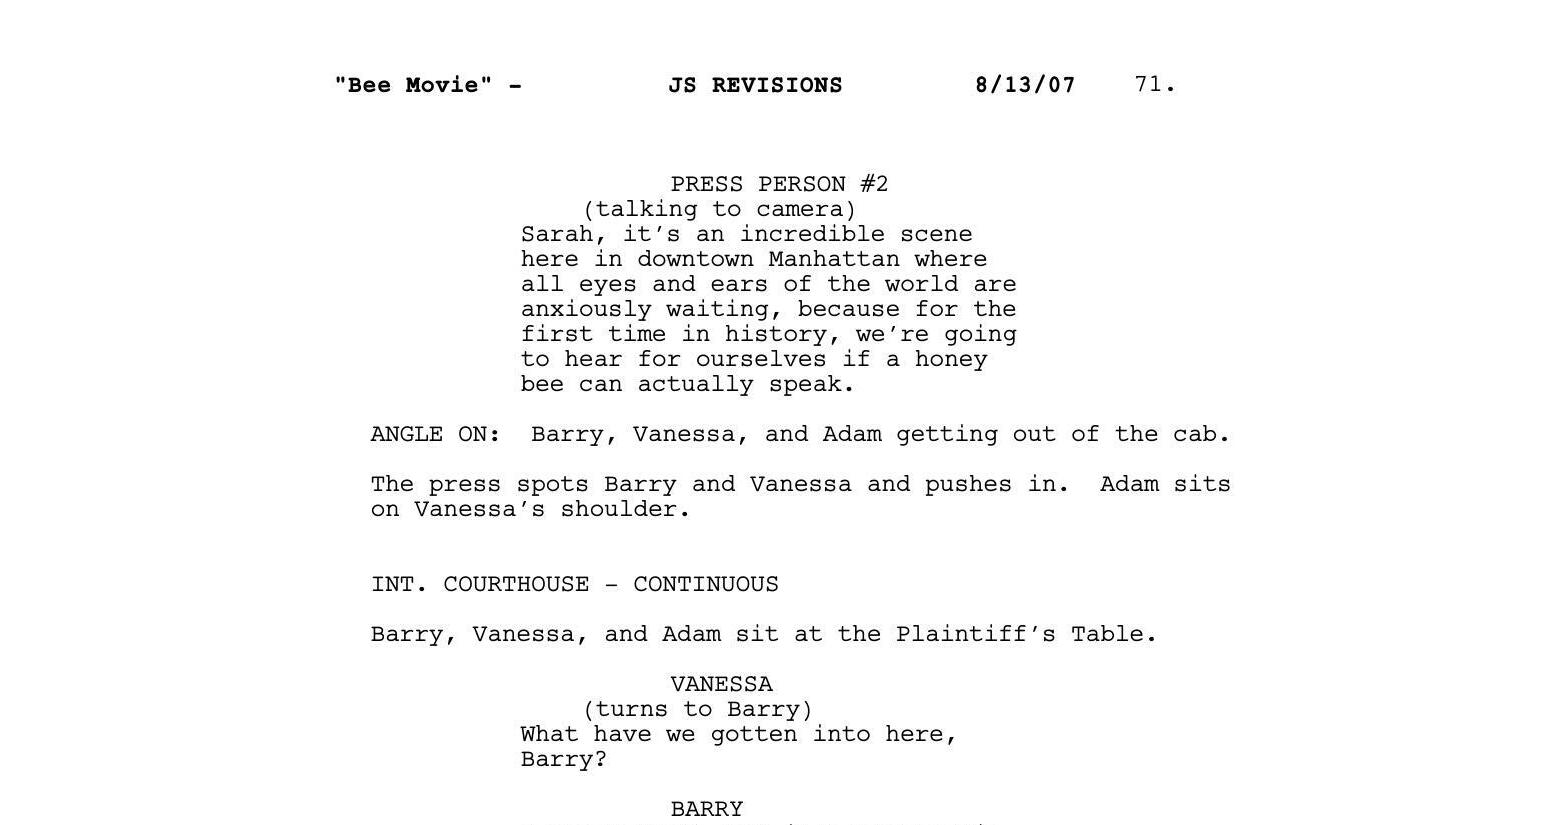 "Bee Movie" - JS REVISIONS 8/13/07 71.
PRESS PERSON #2
(talking to camera)
Sarah, it's an incredible scene
here in downtown Manhattan where
all eyes and ears of the world are
anxiously waiting, because for the
first time in history, we're going
to hear for ourselves if a honey
bee can actually speak.
ANGLE ON:  Barry, Vanessa, and Adam getting out of the cab.
The press spots Barry and Vanessa and pushes in.  Adam sits
on Vanessa's shoulder.
INT. COURTHOUSE – CONTINUOUS
Barry, Vanessa, and Adam sit at the Plaintiff's Table.
VANESSA
(turns to Barry)
What have we gotten into here,
Barry?
BARRY